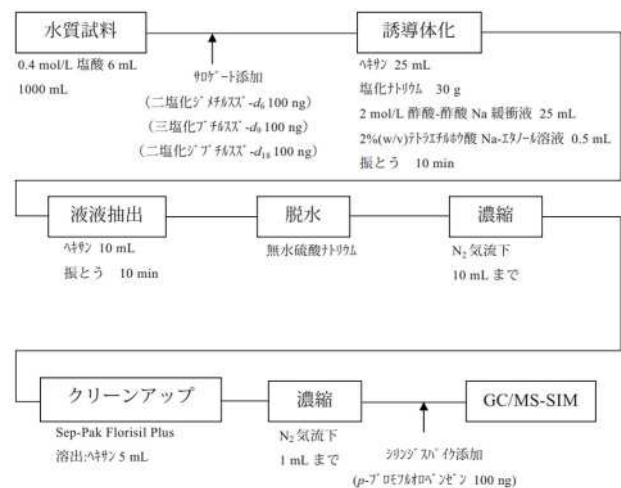 水質試料
誘導体化
0.4 mol/L 塩酸 6 mL
1000 mL
ｻﾛｹﾞｰﾄ添加
(二塩化ｼﾞﾒﾁﾙｽｽﾞ-d6 100 ng)
(三塩化ﾌﾞﾁﾙｽｽﾞ-d9 100 ng)
(二塩化ｼﾞﾌﾞﾁﾙｽｽﾞ-d18 100 ng)
ﾍｷｻﾝ 25 mL
塩化ﾅﾄﾘｳﾑ 30 g
2 mol/L 酢酸-酢酸 Na 緩衝液 25 mL
2%(w/v)ﾃﾄﾗｴﾁﾙﾎｳ酸 Na-ｴﾀﾉｰﾙ溶液 0.5 mL
振とう 10 min
液液抽出
脱水
濃縮
ﾍｷｻﾝ 10 mL
振とう 10 min
無水硫酸ﾅﾄﾘｳﾑ
N2 気流下
10 mL まで
クリーンアップ
濃縮
GC/MS-SIM
Sep-Pak Florisil Plus
溶出:ﾍｷｻﾝ 5 mL
N2 気流下
1 mL まで
ｼﾘﾝｼﾞｽﾊﾟｲｸ添加
(p-ﾌﾞﾛﾓﾌﾙｵﾛﾍﾞﾝｾﾞﾝ 100 ng)